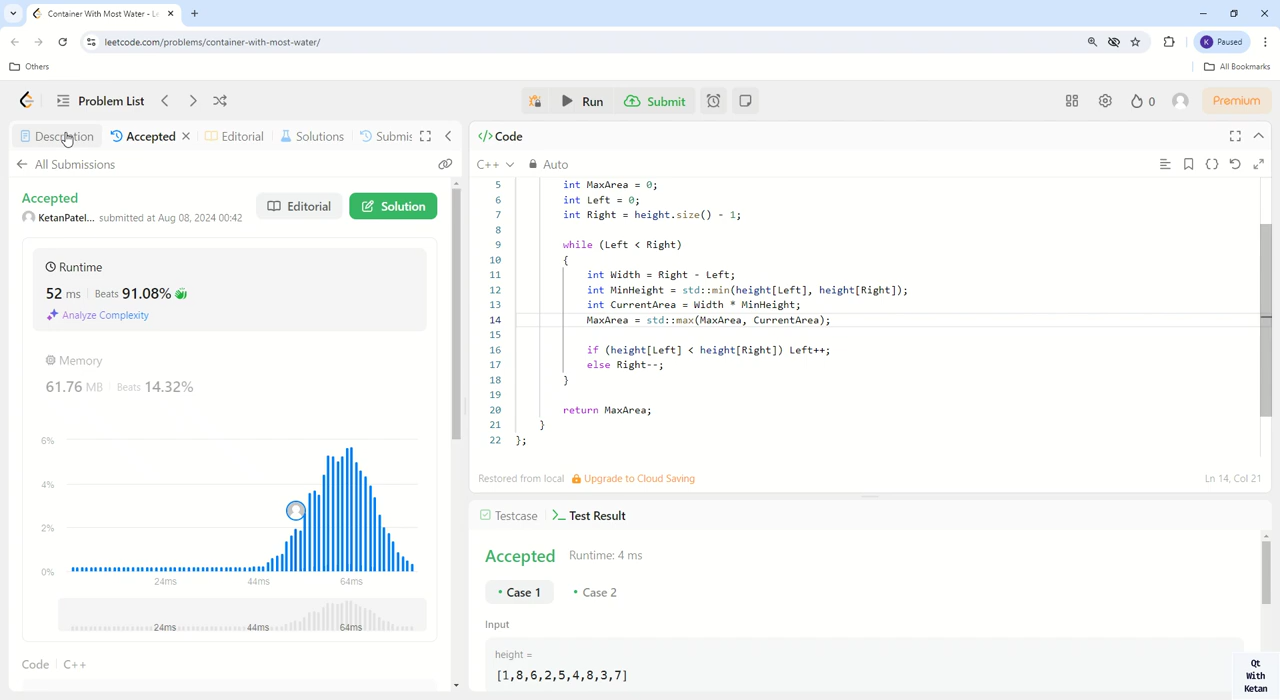 Container With Most Water - Le
leetcode.com/problems/container-with-most-water/
K Paused
Others
All Bookmarks
Problem List
Run
Submit
0
Premium
Description
Accepted
Editorial
Solutions
Submis
All Submissions
Accepted
KetanPatel... submitted at Aug 08, 2024 00:42
Editorial
Solution
Runtime
52 ms Beats 91.08%
Analyze Complexity
Memory
61.76 MB Beats 14.32%
6%
4%
2%
0%
24ms 44ms 64ms
24ms 44ms 64ms
Code C++
</> Code
C++ Auto
5 int MaxArea = 0;
6 int Left = 0;
7 int Right = height.size() - 1;
8
9 while (Left < Right)
10 {
11 int Width = Right - Left;
12 int MinHeight = std::min(height[Left], height[Right]);
13 int CurrentArea = Width * MinHeight;
14 MaxArea = std::max(MaxArea, CurrentArea);
15
16 if (height[Left] < height[Right]) Left++;
17 else Right--;
18 }
19
20 return MaxArea;
21 }
22 };
Restored from local Upgrade to Cloud Saving
Ln 14, Col 21
Testcase
>_ Test Result
Accepted Runtime: 4 ms
• Case 1
• Case 2
Input
height =
[1,8,6,2,5,4,8,3,7]
Qt
With
Ketan